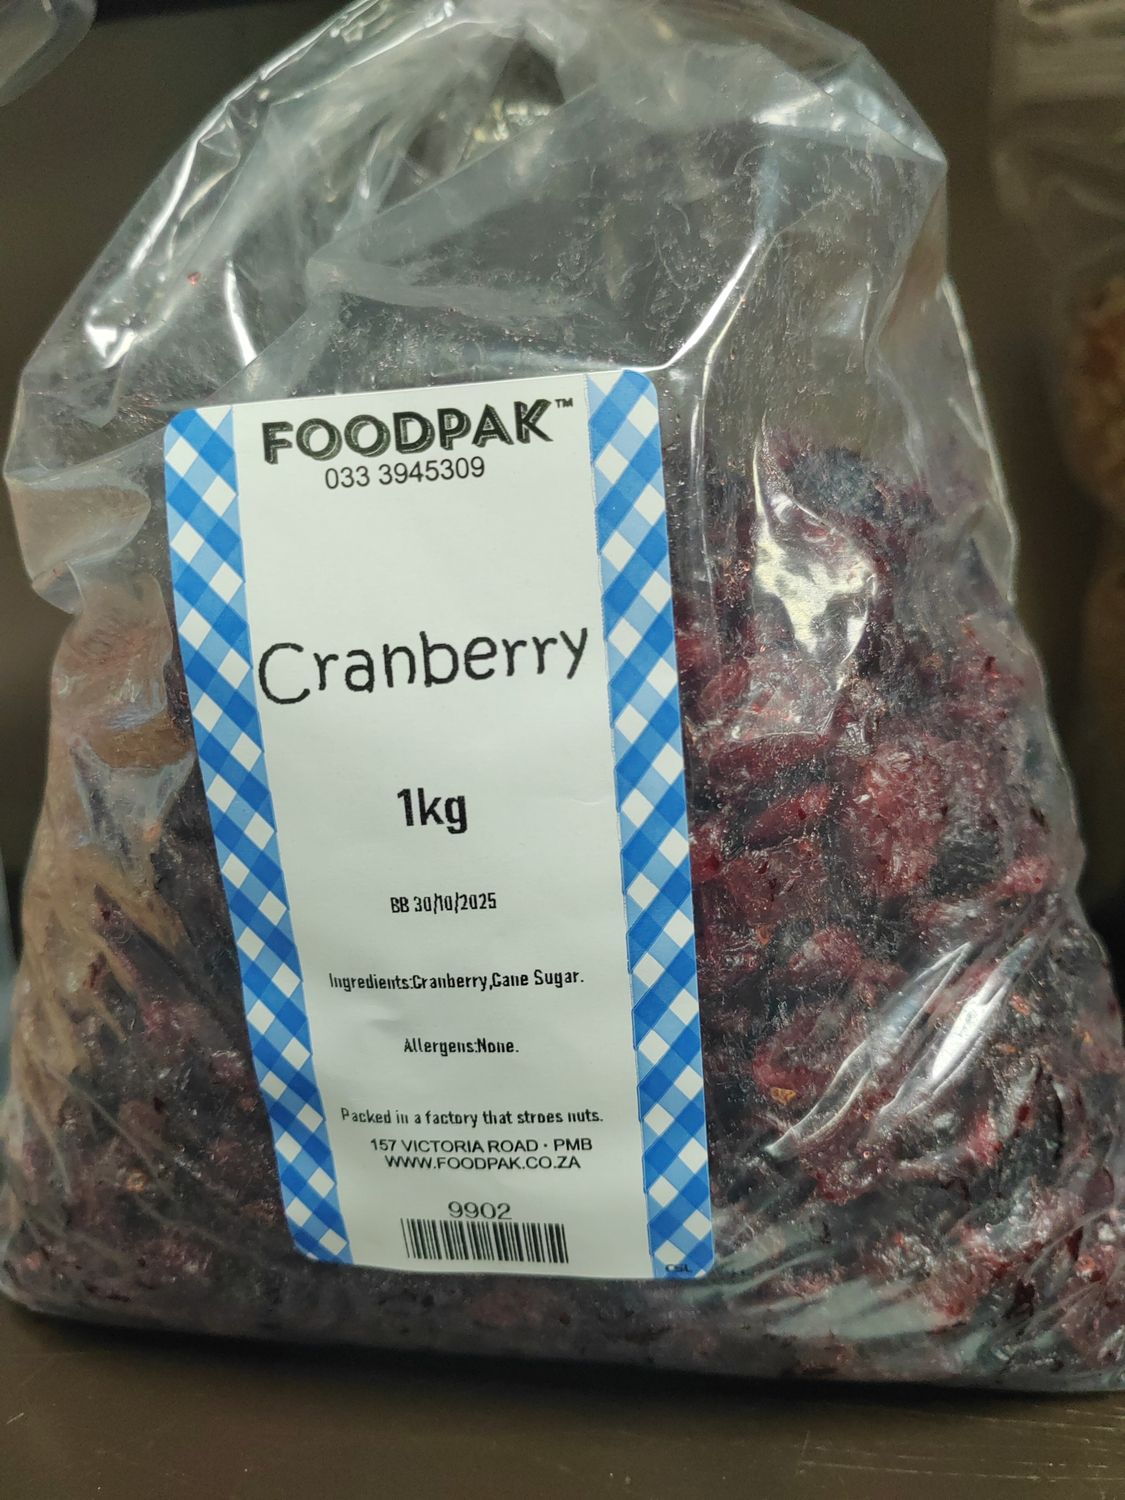 FOODPAK™
033 3945309
Cranberry
1kg
BB 30/10/2025
Ingredients:Cranberry,Cane Sugar.
Allergens:None.
Packed in a factory that stroes nuts.
157 VICTORIA ROAD · PMB
WWW.FOODPAK.CO.ZA
9902
CSL